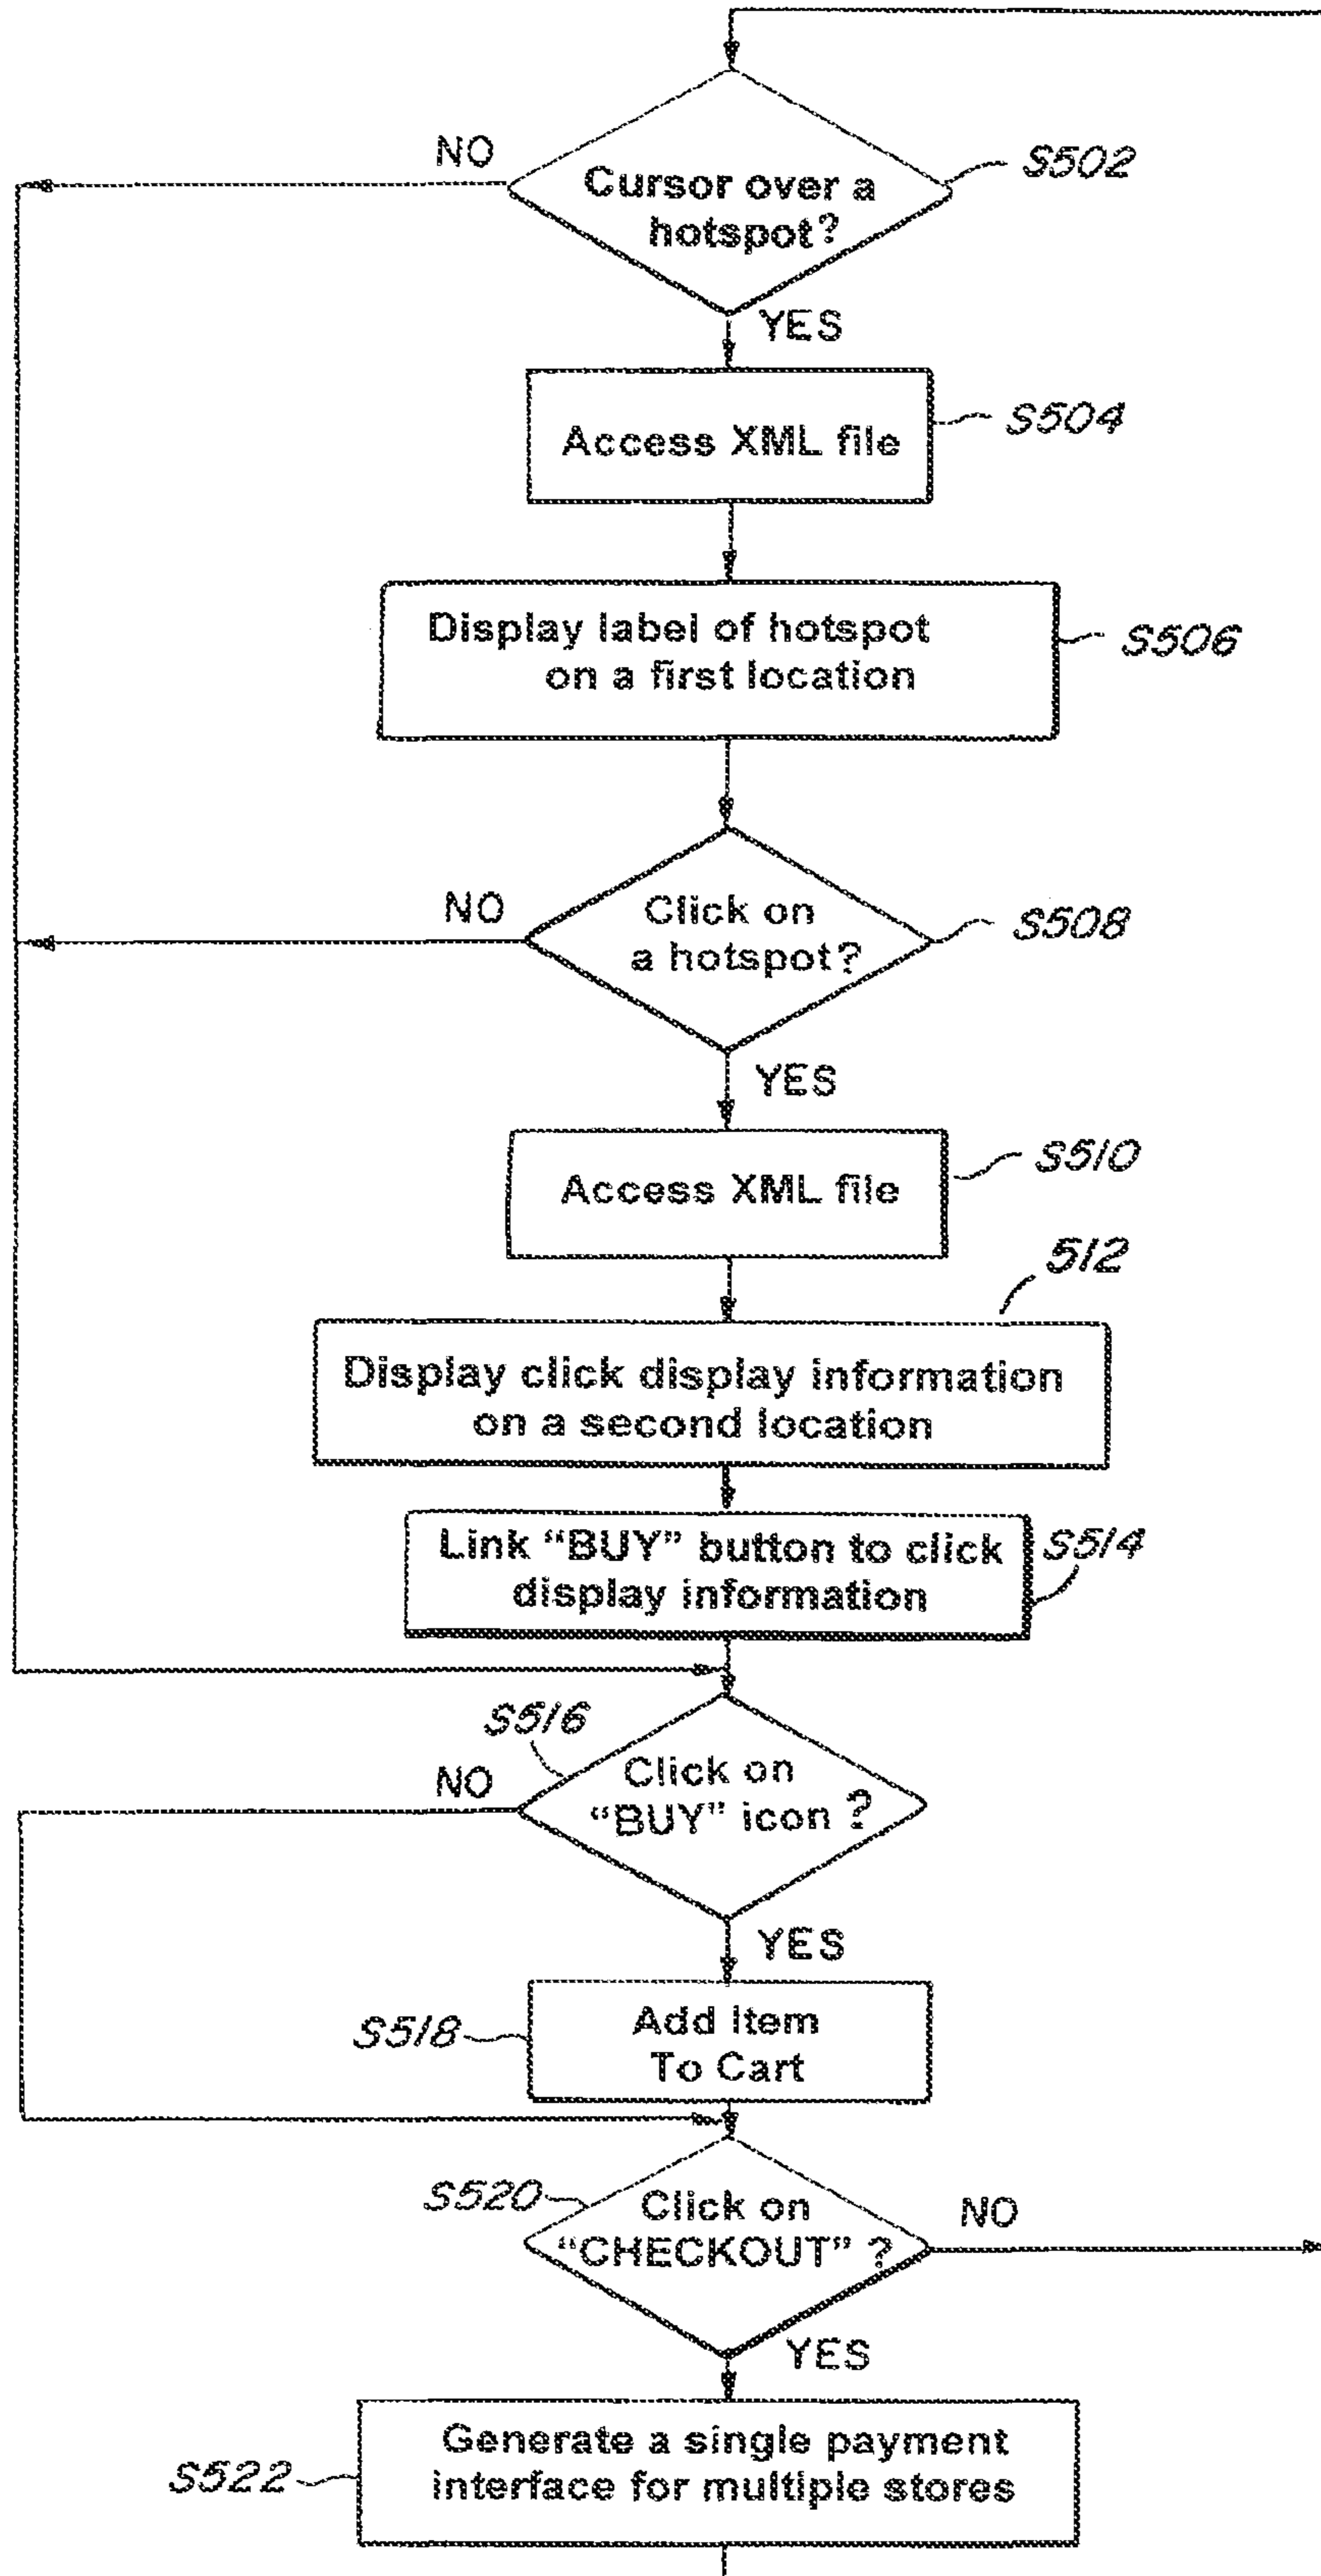 NO
Cursor over a
hotspot?
S502
YES
Access XML file
S504
Display label of hotspot
on a first location
S506
NO
Click on
a hotspot?
S508
YES
Access XML file
S510
512
Display click display information
on a second location
Link “BUY” button to click
display information
S514
S516
NO
Click on
“BUY” icon ?
YES
S518
Add Item
To Cart
S520
Click on
“CHECKOUT” ?
NO
YES
Generate a single payment
interface for multiple stores
S522